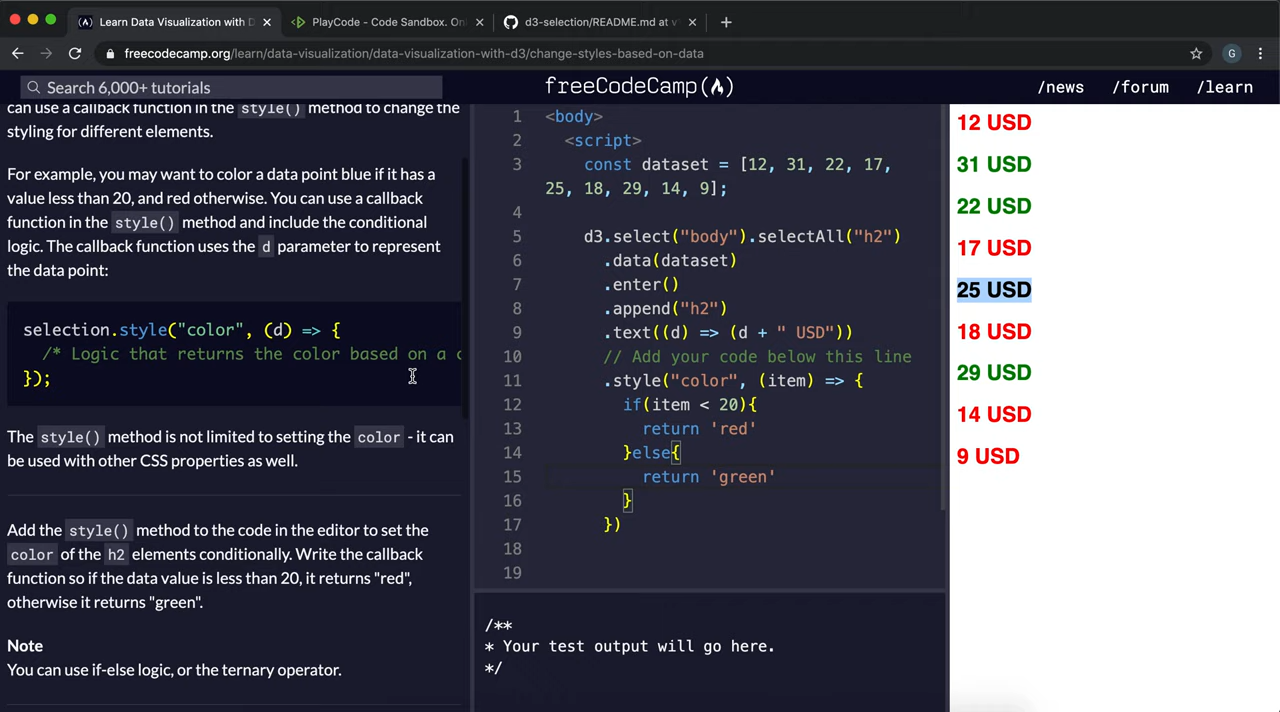 Learn Data Visualization with D
PlayCode - Code Sandbox. On
d3-selection/README.md at v
freecodecamp.org/learn/data-visualization/data-visualization-with-d3/change-styles-based-on-data
G
Search 6,000+ tutorials
freeCodeCamp
/news
/forum
/learn
can use a callback function in the style() method to change the
styling for different elements.
For example, you may want to color a data point blue if it has a
value less than 20, and red otherwise. You can use a callback
function in the style() method and include the conditional
logic. The callback function uses the d parameter to represent
the data point:
selection.style("color", (d) => {
/* Logic that returns the color based on a c
});
The style() method is not limited to setting the color - it can
be used with other CSS properties as well.
Add the style() method to the code in the editor to set the
color of the h2 elements conditionally. Write the callback
function so if the data value is less than 20, it returns "red",
otherwise it returns "green".
Note
You can use if-else logic, or the ternary operator.
1 <body>
2 <script>
3 const dataset = [12, 31, 22, 17,
25, 18, 29, 14, 9];
4
5 d3.select("body").selectAll("h2")
6 .data(dataset)
7 .enter()
8 .append("h2")
9 .text((d) => (d + " USD"))
10 // Add your code below this line
11 .style("color", (item) => {
12 if(item < 20){
13 return 'red'
14 }else{
15 return 'green'
16 }
17 })
18
19
/**
* Your test output will go here.
*/
12 USD
31 USD
22 USD
17 USD
25 USD
18 USD
29 USD
14 USD
9 USD